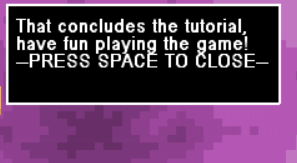 That concludes the tutorial,
have fun playing the game!
—PRESS SPACE TO CLOSE—